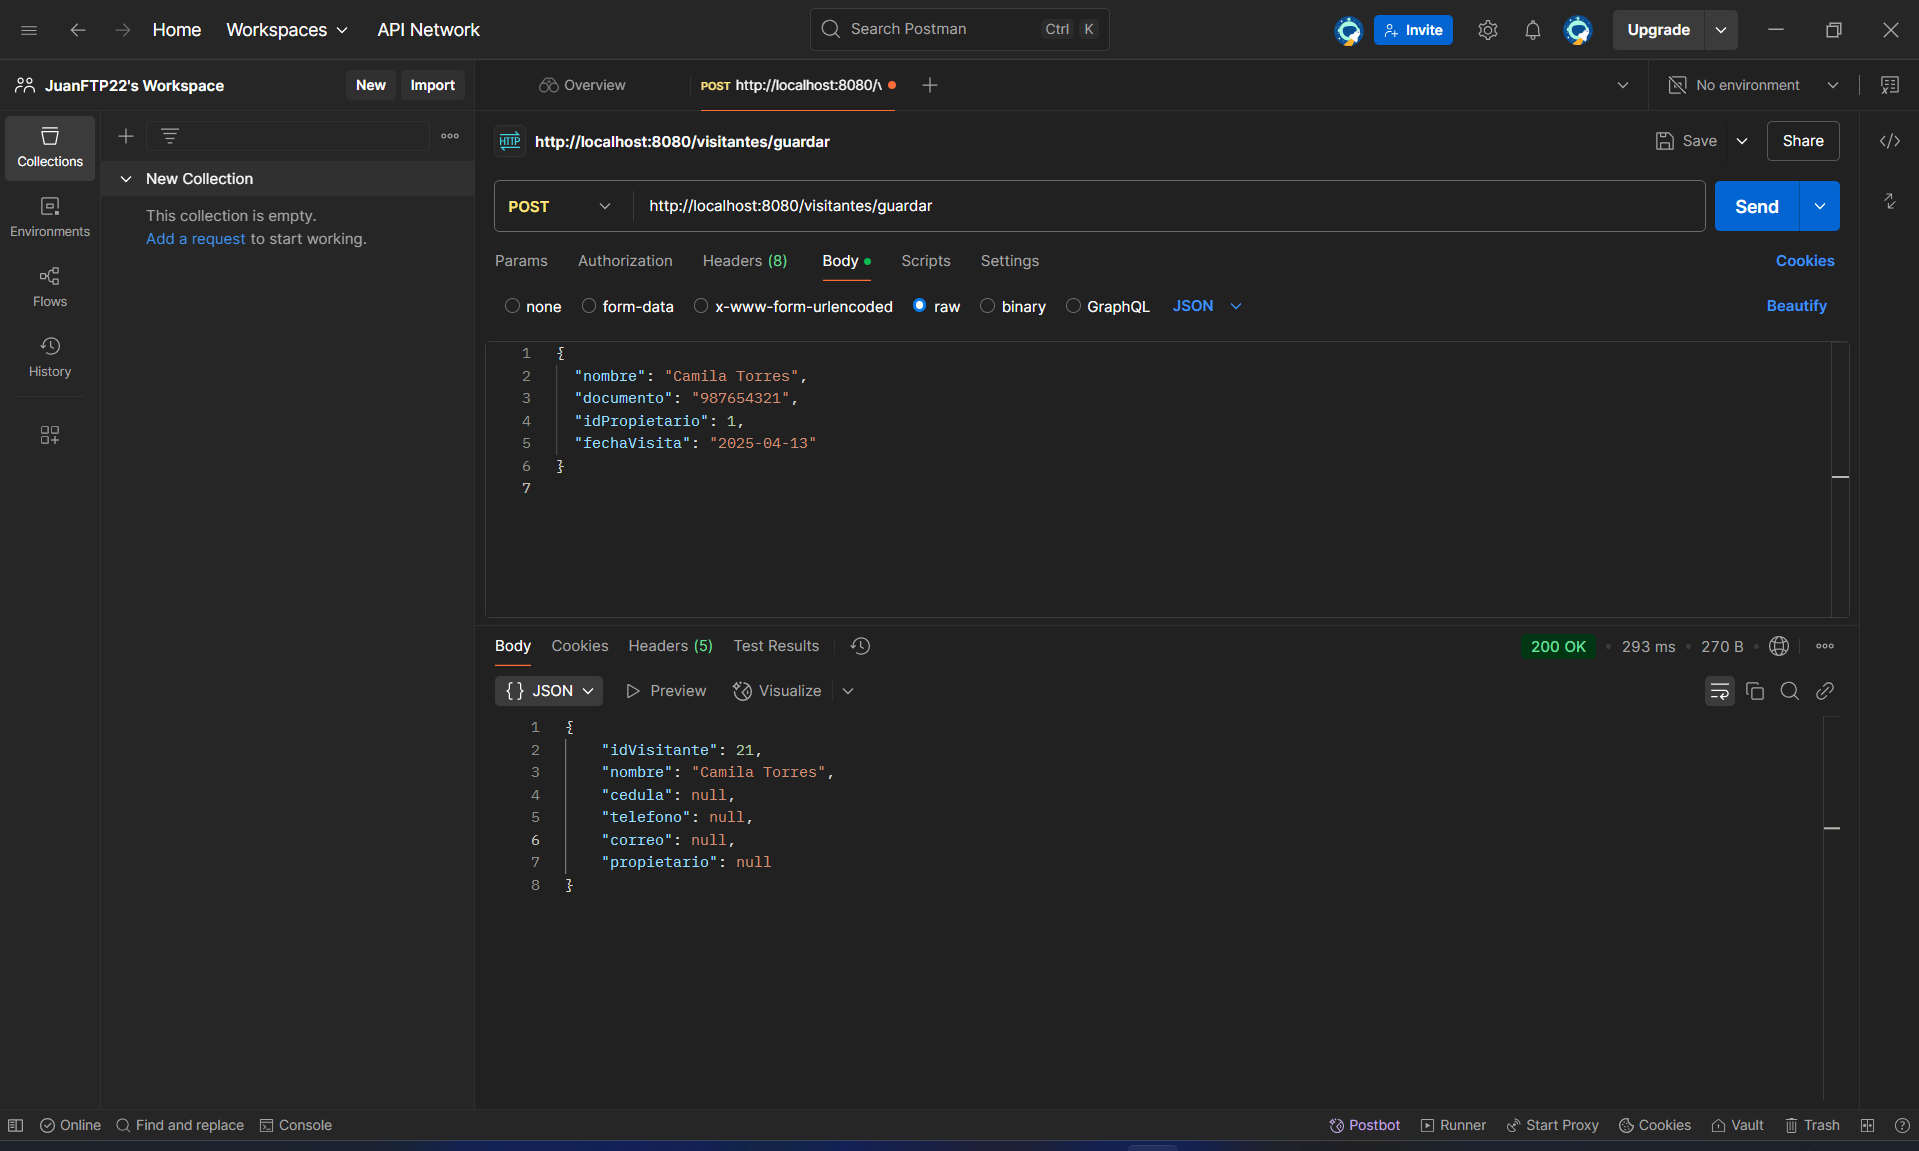 Home Workspaces API Network Search Postman Ctrl K Invite Upgrade
JuanFTP22's Workspace New Import Overview POST http://localhost:8080/v No environment
HTTP http://localhost:8080/visitantes/guardar Save Share
Collections
New Collection
This collection is empty.
Add a request to start working.
Environments
Flows
History
POST http://localhost:8080/visitantes/guardar Send
Params Authorization Headers (8) Body Scripts Settings Cookies
none form-data x-www-form-urlencoded raw binary GraphQL JSON Beautify
1 {
2 "nombre": "Camila Torres",
3 "documento": "987654321",
4 "idPropietario": 1,
5 "fechaVisita": "2025-04-13"
6 }
7
Body Cookies Headers (5) Test Results 200 OK • 293 ms • 270 B •
{} JSON Preview Visualize
1 {
2 "idVisitante": 21,
3 "nombre": "Camila Torres",
4 "cedula": null,
5 "telefono": null,
6 "correo": null,
7 "propietario": null
8 }
Online Find and replace Console Postbot Runner Start Proxy Cookies Vault Trash